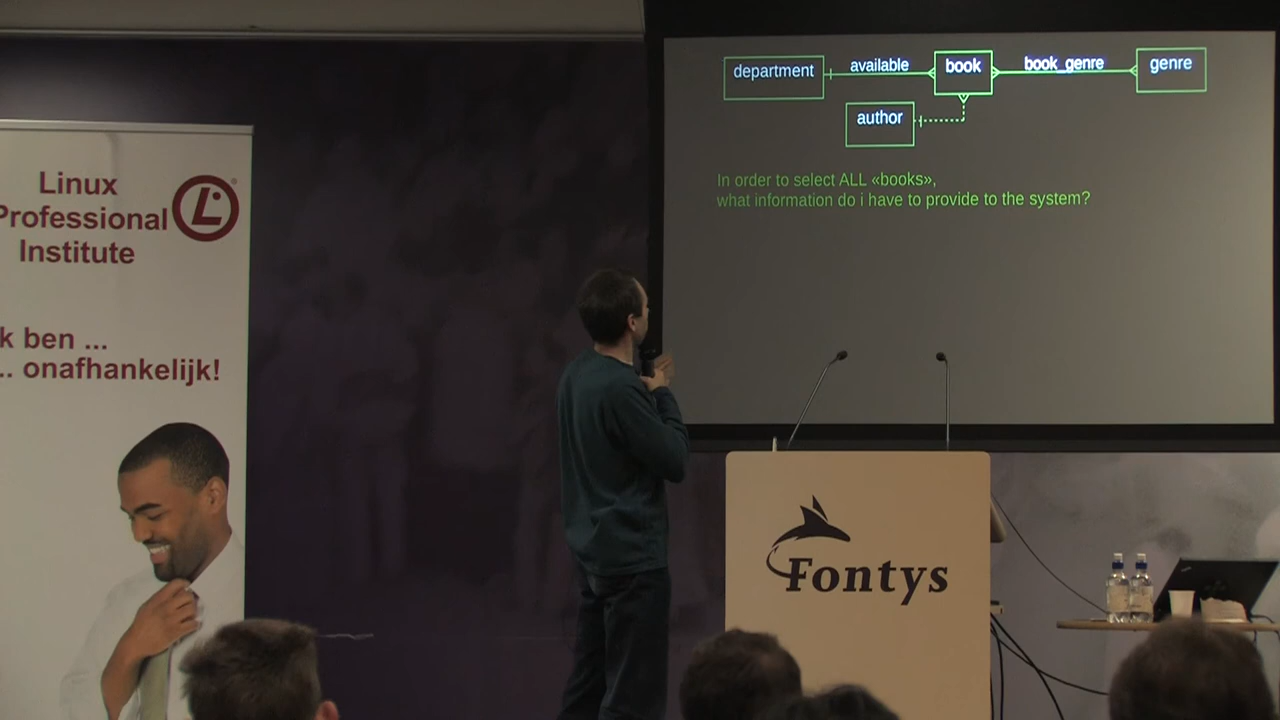 Linux
Professional
Institute
k ben ...
.. onafhankelijk!
department
available
book
book_genre
genre
author
In order to select ALL «books»,
what information do i have to provide to the system?
Fontys